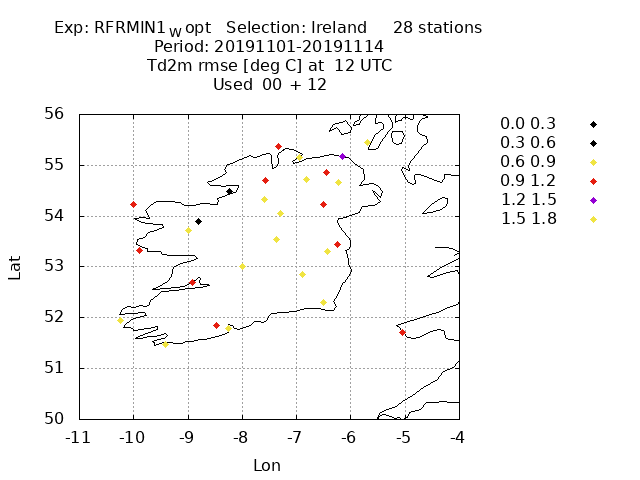 Exp: RFRMIN1 W opt Selection: Ireland 28 stations
Period: 20191101-20191114
Td2m rmse [deg C] at 12 UTC
Used 00 + 12
56
55
54
53
52
51
50
-11 -10 -9 -8 -7 -6 -5 -4
Lat
Lon
0.0 0.3
0.3 0.6
0.6 0.9
0.9 1.2
1.2 1.5
1.5 1.8